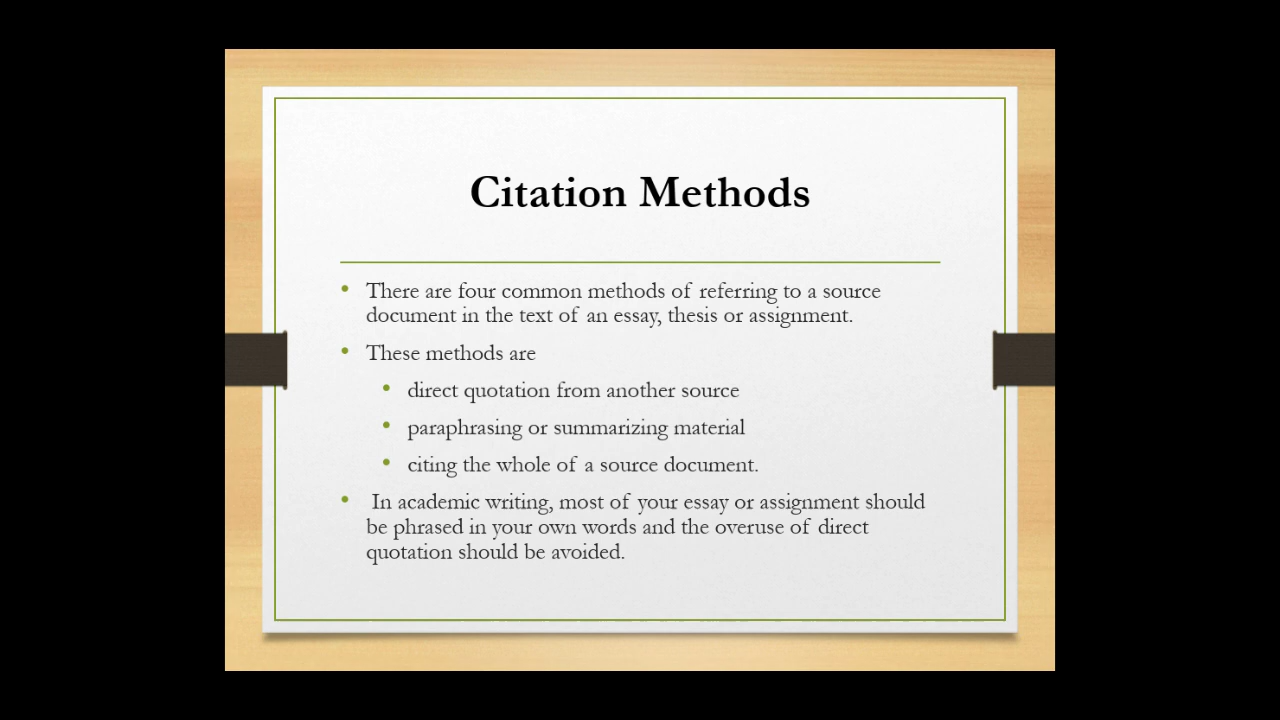 Citation Methods
• There are four common methods of referring to a source
document in the text of an essay, thesis or assignment.
• These methods are
• direct quotation from another source
• paraphrasing or summarizing material
• citing the whole of a source document.
• In academic writing, most of your essay or assignment should
be phrased in your own words and the overuse of direct
quotation should be avoided.